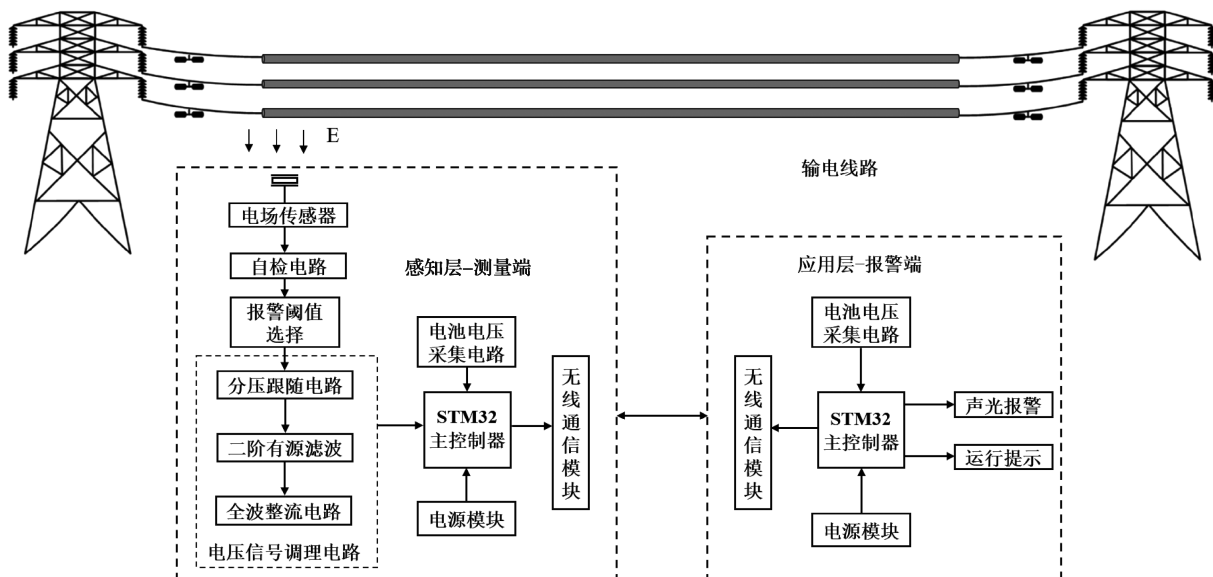 E
输电线路
电场传感器
自检电路
报警阈值
选择
分压跟随电路
二阶有源滤波
全波整流电路
电压信号调理电路
感知层-测量端
电池电压
采集电路
STM32
主控制器
电源模块
无线通信模块
应用层-报警端
电池电压
采集电路
无线通信模块
STM32
主控制器
电源模块
声光报警
运行提示